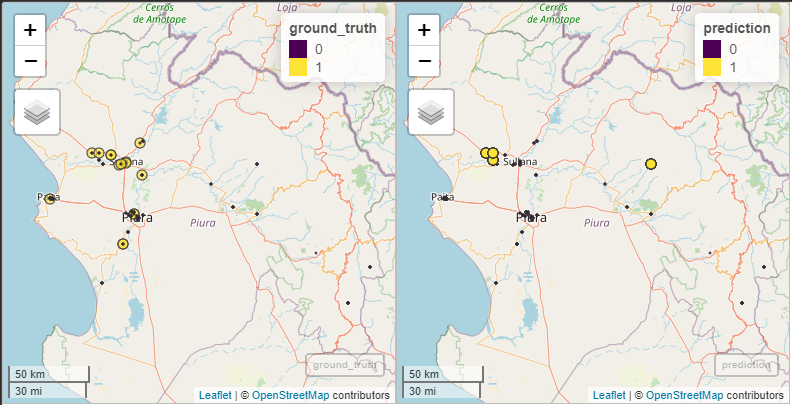 Cerros
de Amotape
Loja
ground_truth
0
1
+
−
Paita
Piura
Piura
50 km
30 mi
ground_truth
Leaflet | © OpenStreetMap contributors
Cerros
de Amotape
Loja
prediction
0
1
+
−
Sullana
Paita
Piura
Piura
50 km
30 mi
prediction
Leaflet | © OpenStreetMap contributors